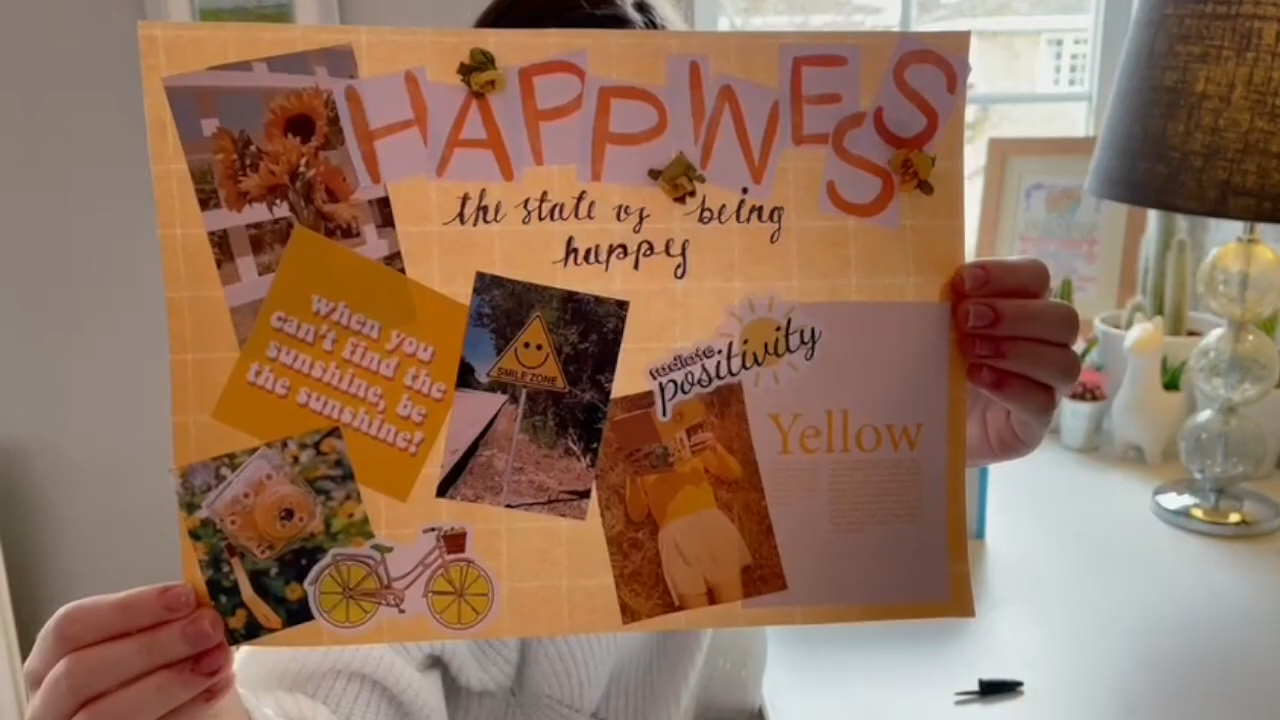 HAPPINESS
the state of being
happy
when you
can't find the
sunshine, be
the sunshine!
SMILE ZONE
radiate
positivity
Yellow